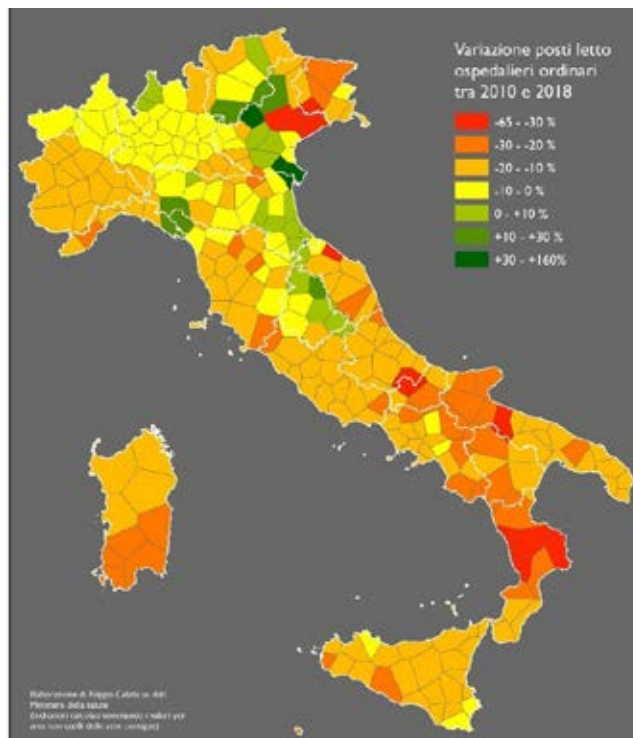 Variazione posti letto
ospedalieri ordinari
tra 2010 e 2018
-65 - -30 %
-30 - -20 %
-20 - -10 %
-10 - 0 %
0 - +10 %
+10 - +30 %
+30 - +160%
Elaborazione di Filippo Celata su dati
Ministero della salute